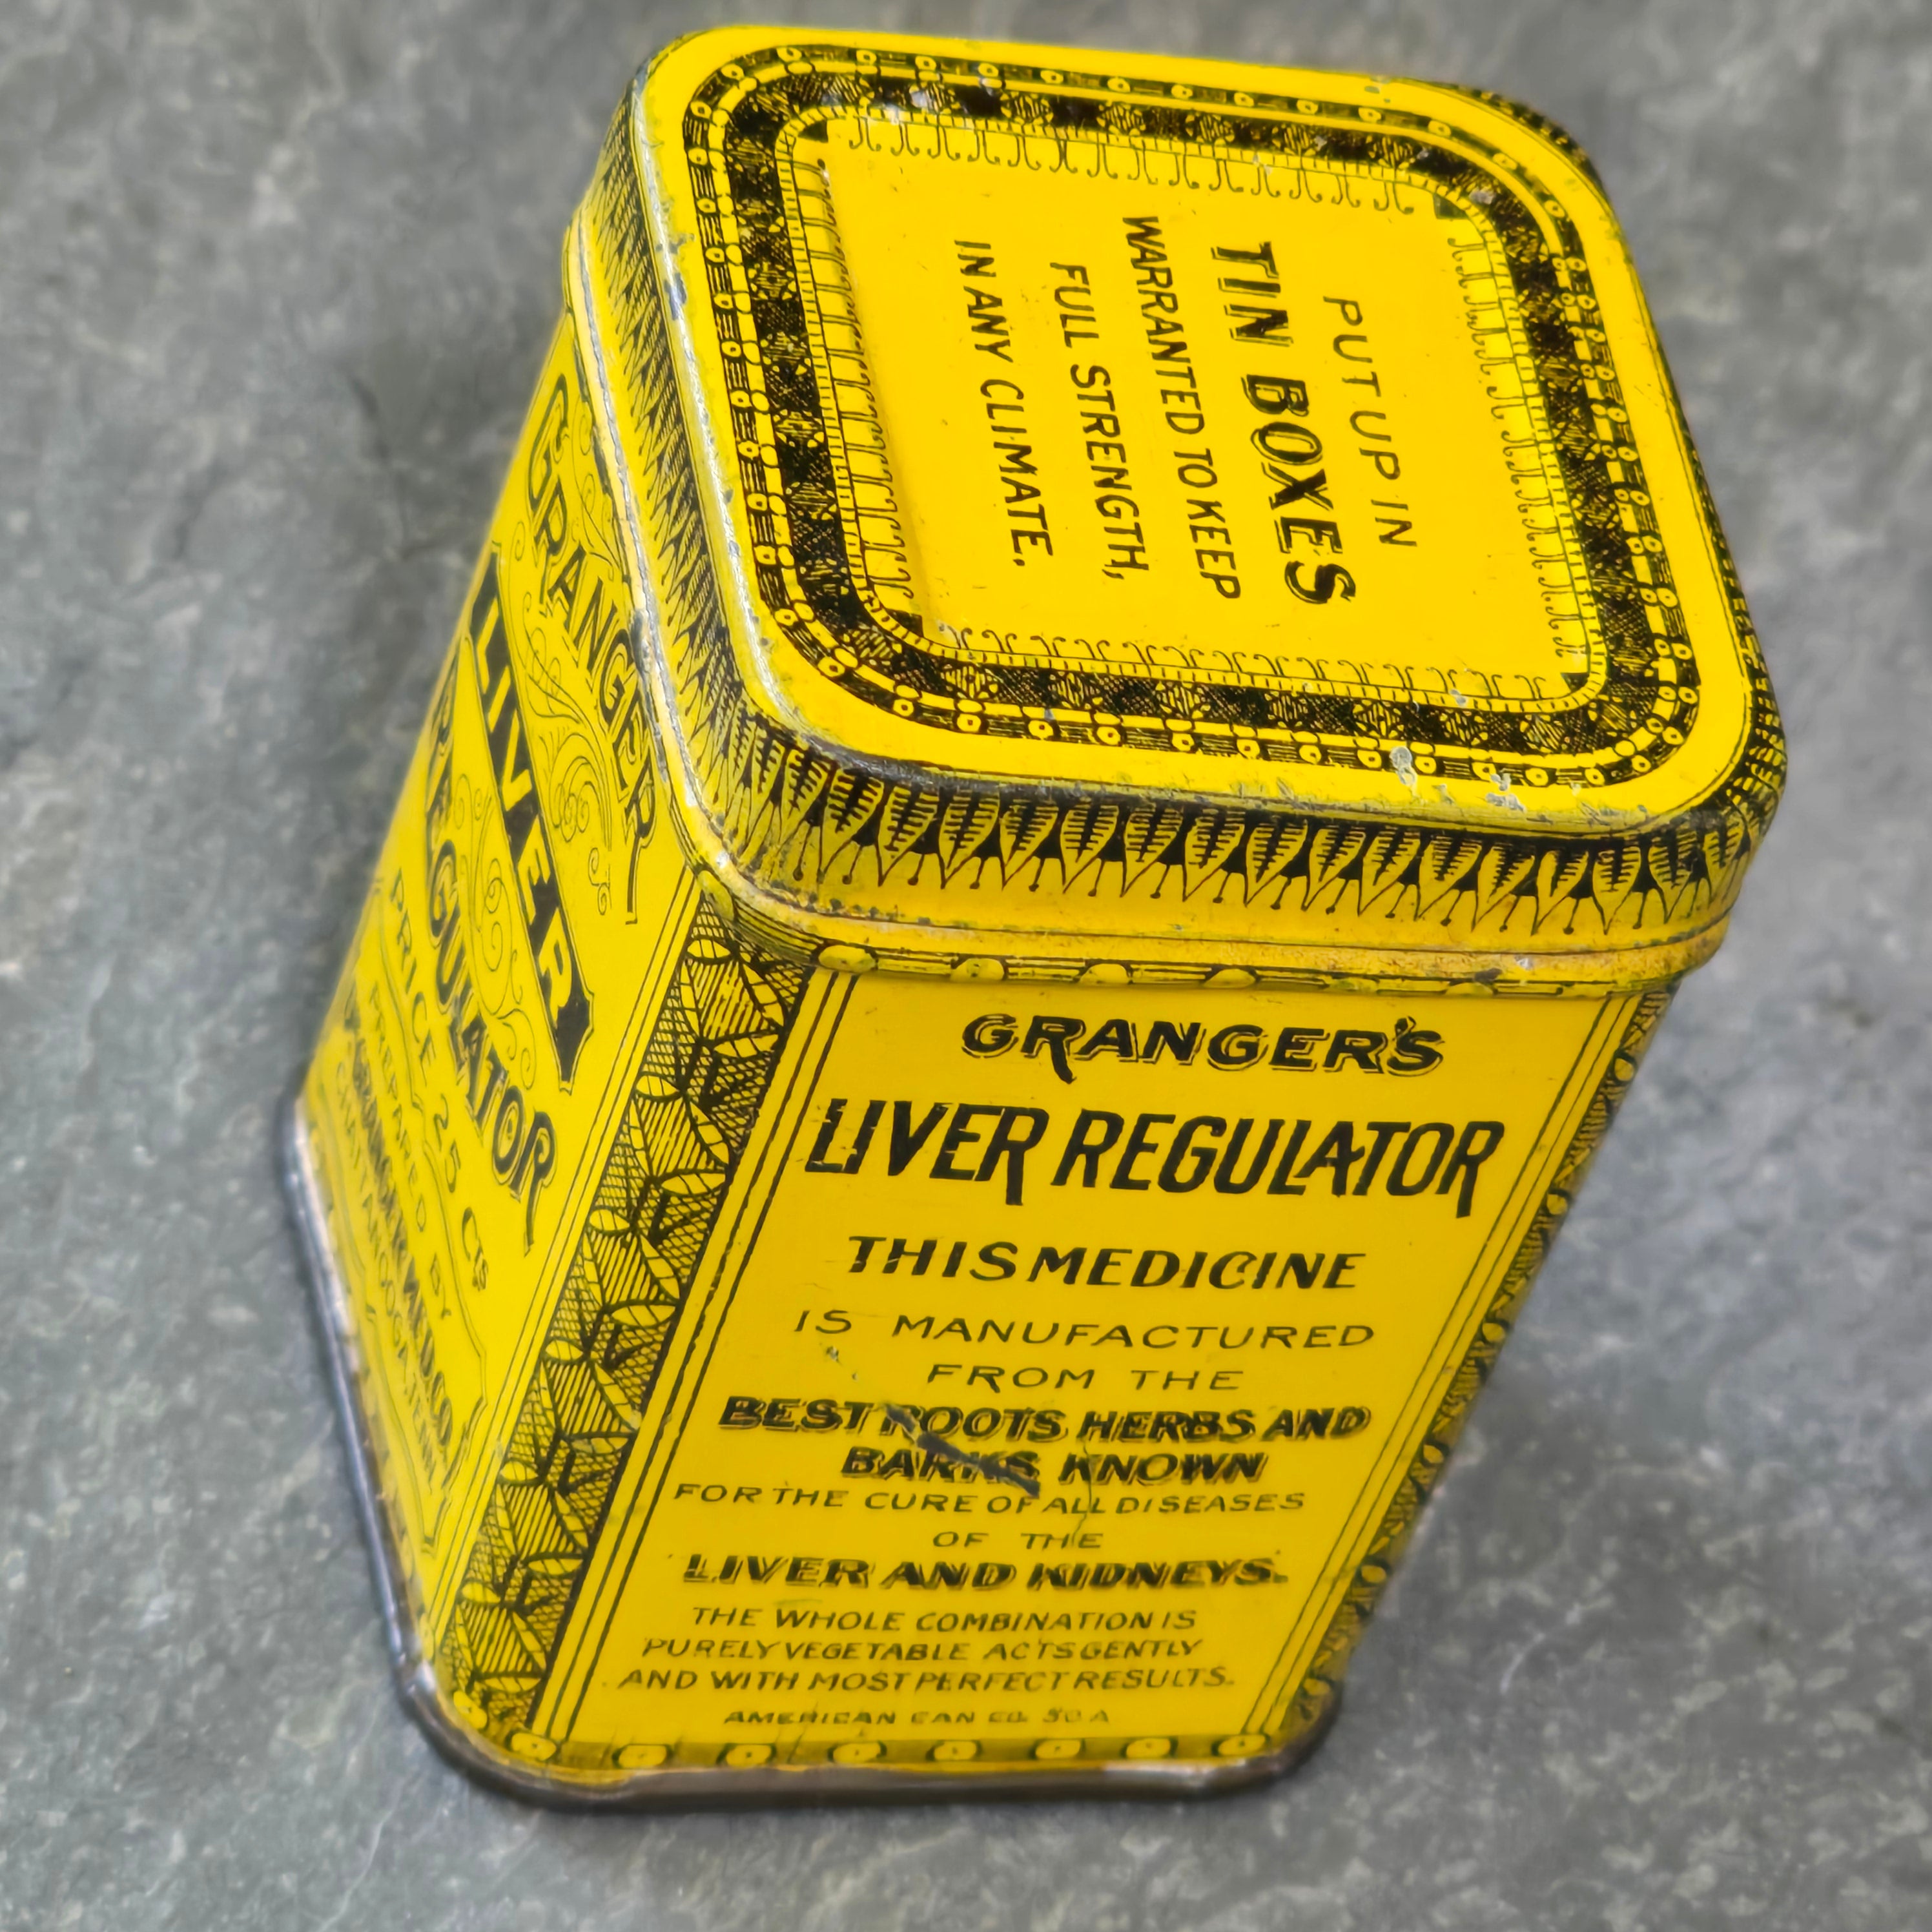 PUT UP IN
TIN BOXES
WARRANTED TO KEEP
FULL STRENGTH,
IN ANY CLIMATE.
GRANGER
LIVER
REGULATOR
PRICE 25 Cts
PREPARED BY
CHATTANOOGA, TENN.
GRANGER'S
LIVER REGULATOR
THIS MEDICINE
IS MANUFACTURED
FROM THE
BEST ROOTS HERBS AND
BARKS KNOWN
FOR THE CURE OF ALL DISEASES
OF THE
LIVER AND KIDNEYS.
THE WHOLE COMBINATION IS
PURELY VEGETABLE ACTS GENTLY
AND WITH MOST PERFECT RESULTS.
AMERICAN CAN CO. 50 A